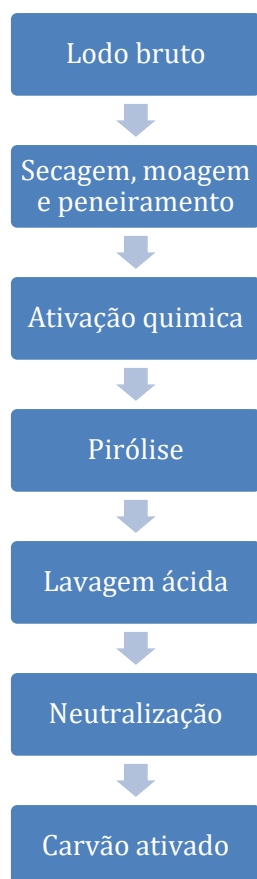 Lodo bruto
Secagem, moagem
e peneiramento
Ativação quimica
Pirólise
Lavagem ácida
Neutralização
Carvão ativado